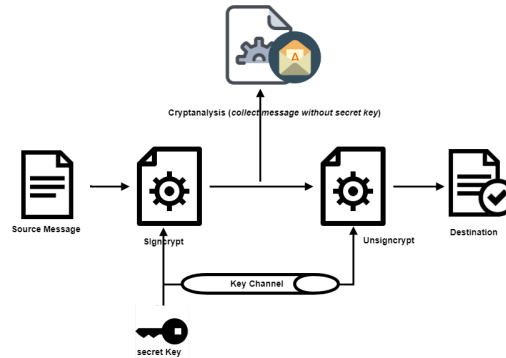 Cryptanalysis (collect message without secret key)
Source Message
Signcrypt
Unsigncrypt
Destination
Key Channel
secret Key